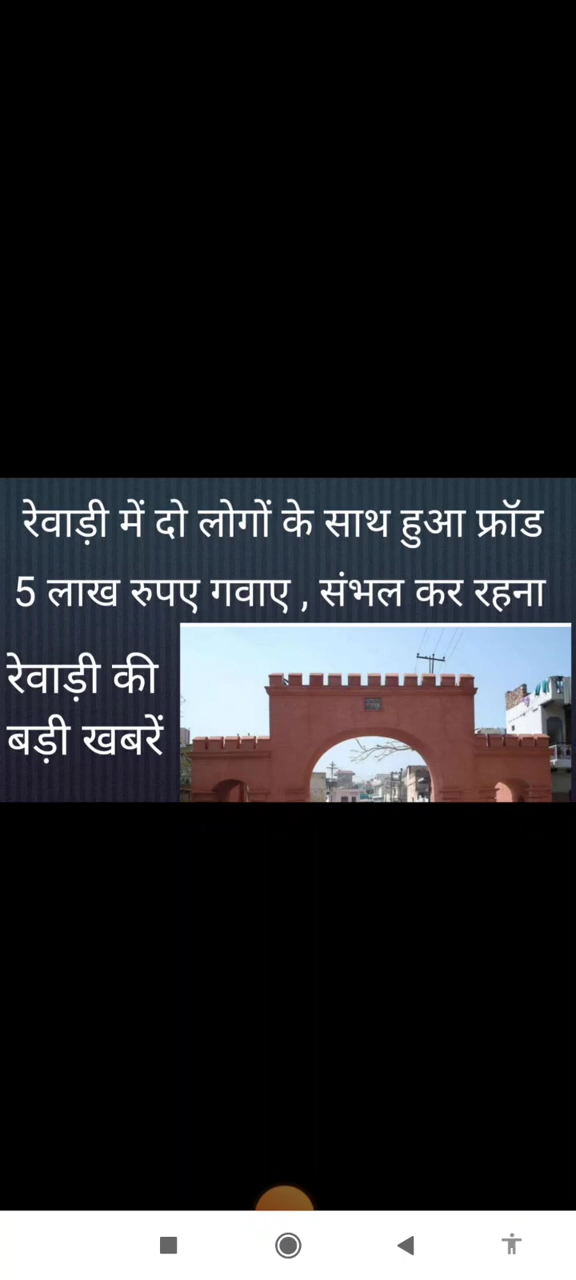 रेवाड़ी में दो लोगों के साथ हुआ फ्रॉड
5 लाख रुपए गवाए , संभल कर रहना
रेवाड़ी की
बड़ी खबरें